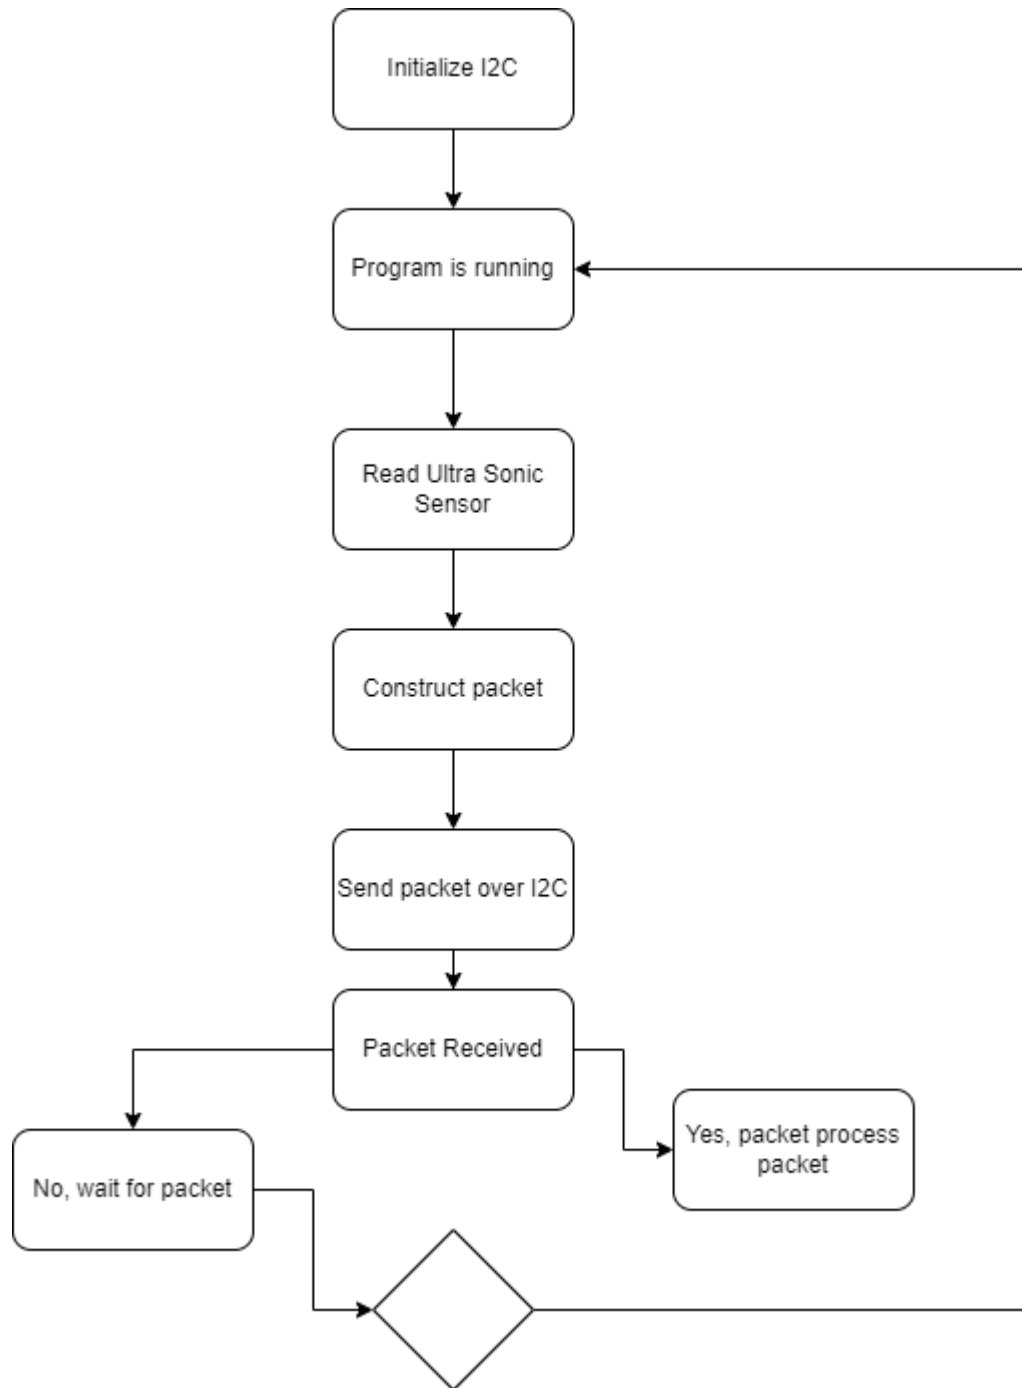 Initialize I2C
Program is running
Read Ultra Sonic
Sensor
Construct packet
Send packet over I2C
Packet Received
Yes, packet process
packet
No, wait for packet